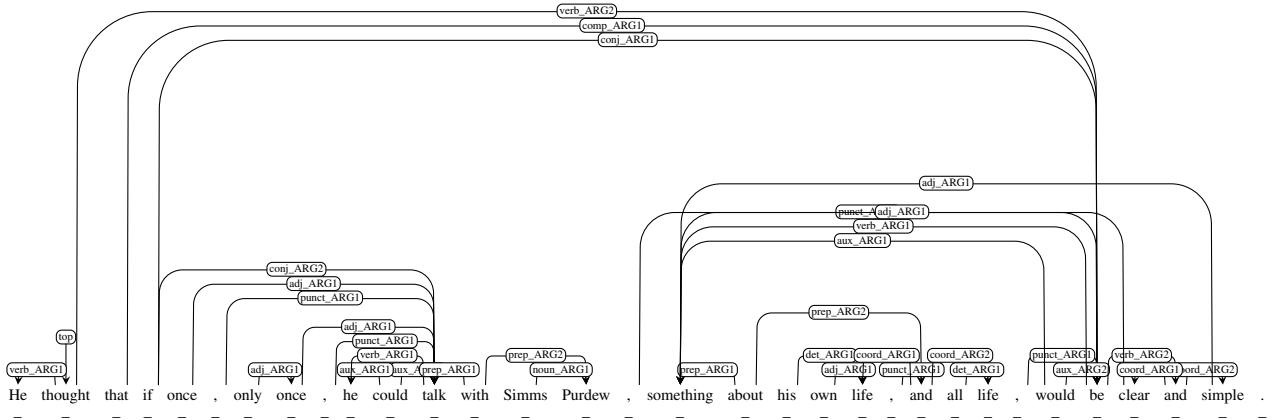 verb_ARG2
comp_ARG1
conj_ARG1
adj_ARG1
adj_ARG1
verb_ARG1
aux_ARG1
conj_ARG2
adj_ARG1
punct_ARG1
prep_ARG2
adj_ARG1
top
punct_ARG1
verb_ARG1 prep_ARG2 det_ARG1 coord_ARG1 coord_ARG2 punct_ARG1 verb_ARG2
verb_ARG1 adj_ARG1 aux_ARG1 prep_ARG1 noun_ARG1 prep_ARG1 adj_ARG1 punct_ARG1 det_ARG1 aux_ARG2 coord_ARG1
He thought that if once , only once , he could talk with Simms Purdew , something about his own life , and all life , would be clear and simple .